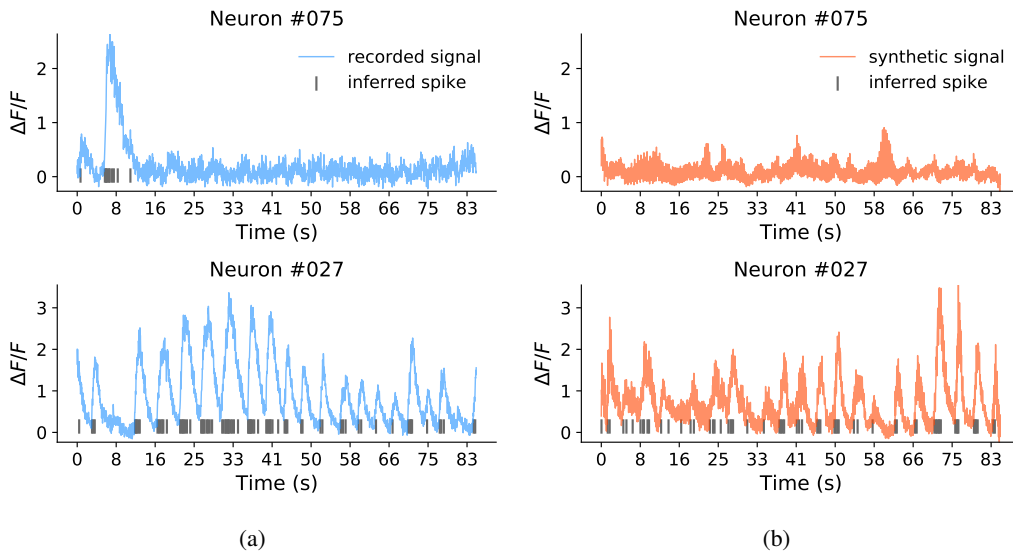 Neuron #075
recorded signal
inferred spike
ΔF/F
2
1
0
0 8 16 25 33 41 50 58 66 75 83
Time (s)
Neuron #075
synthetic signal
inferred spike
ΔF/F
2
1
0
0 8 16 25 33 41 50 58 66 75 83
Time (s)
Neuron #027
ΔF/F
3
2
1
0
0 8 16 25 33 41 50 58 66 75 83
Time (s)
Neuron #027
ΔF/F
3
2
1
0
0 8 16 25 33 41 50 58 66 75 83
Time (s)
(a)
(b)